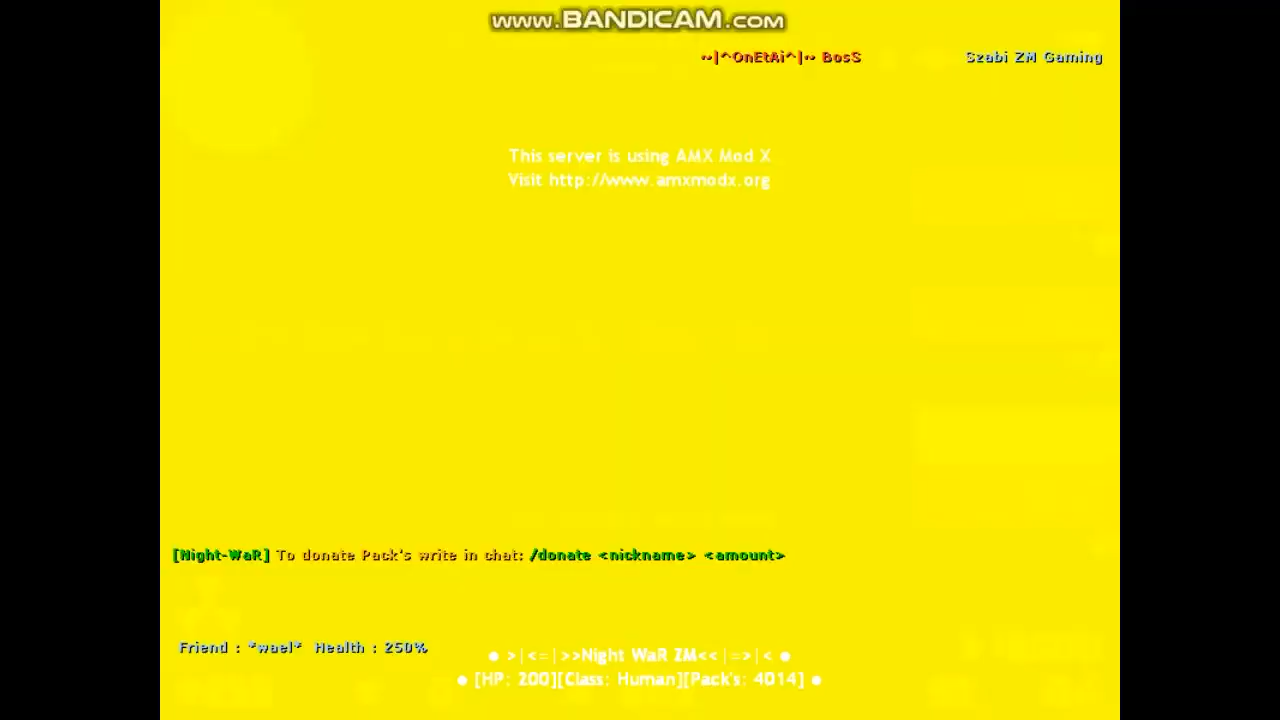 www.BANDICAM.com
~|^OnEtAi^|~ BosS Szabi ZM Gaming
This server is using AMX Mod X
Visit http://www.amxmodx.org
[Night-WaR] To donate Pack's write in chat: /donate <nickname> <amount>
Friend : *wael* Health : 250%
● >|<=|>>Night WaR ZM<<|=>|< ●
● [HP: 200][Class: Human][Pack's: 4014] ●